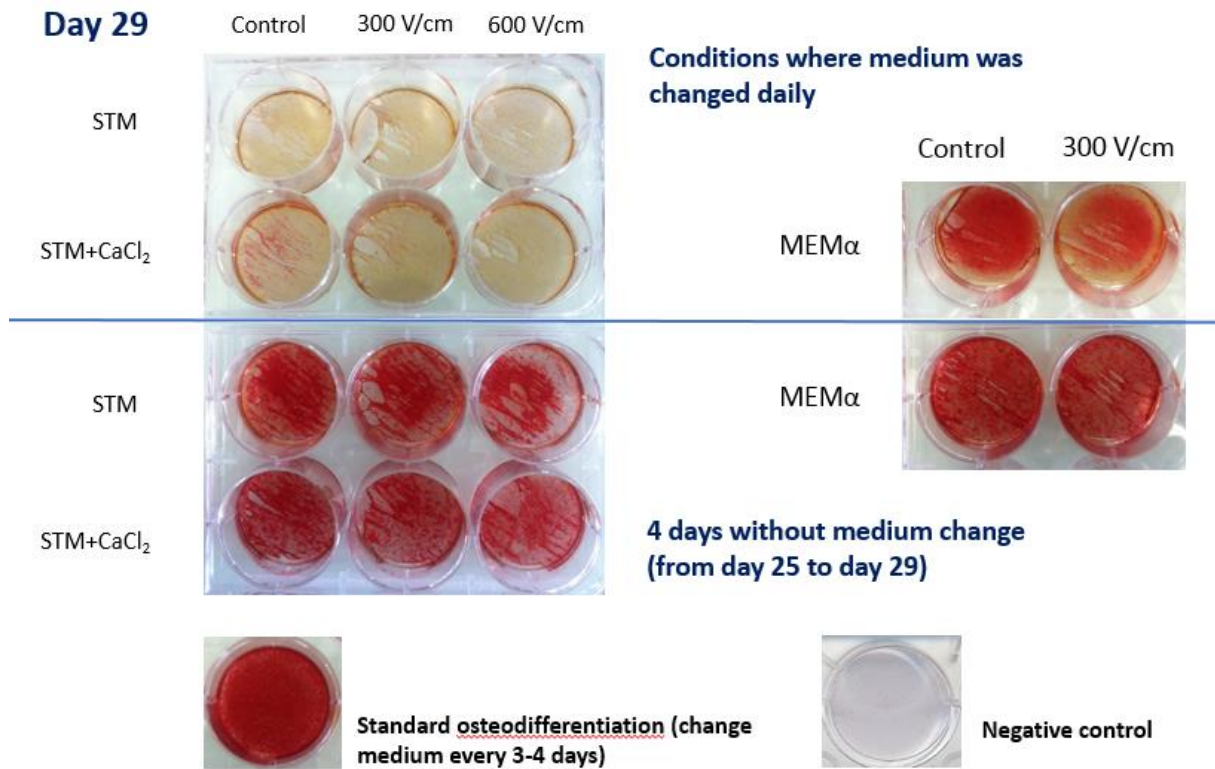 Day 29
Control 300 V/cm 600 V/cm
Conditions where medium was
changed daily
STM
Control 300 V/cm
STM+CaCl₂
MEMα
STM
MEMα
STM+CaCl₂
4 days without medium change
(from day 25 to day 29)
Standard osteodifferentiation (change
medium every 3-4 days)
Negative control